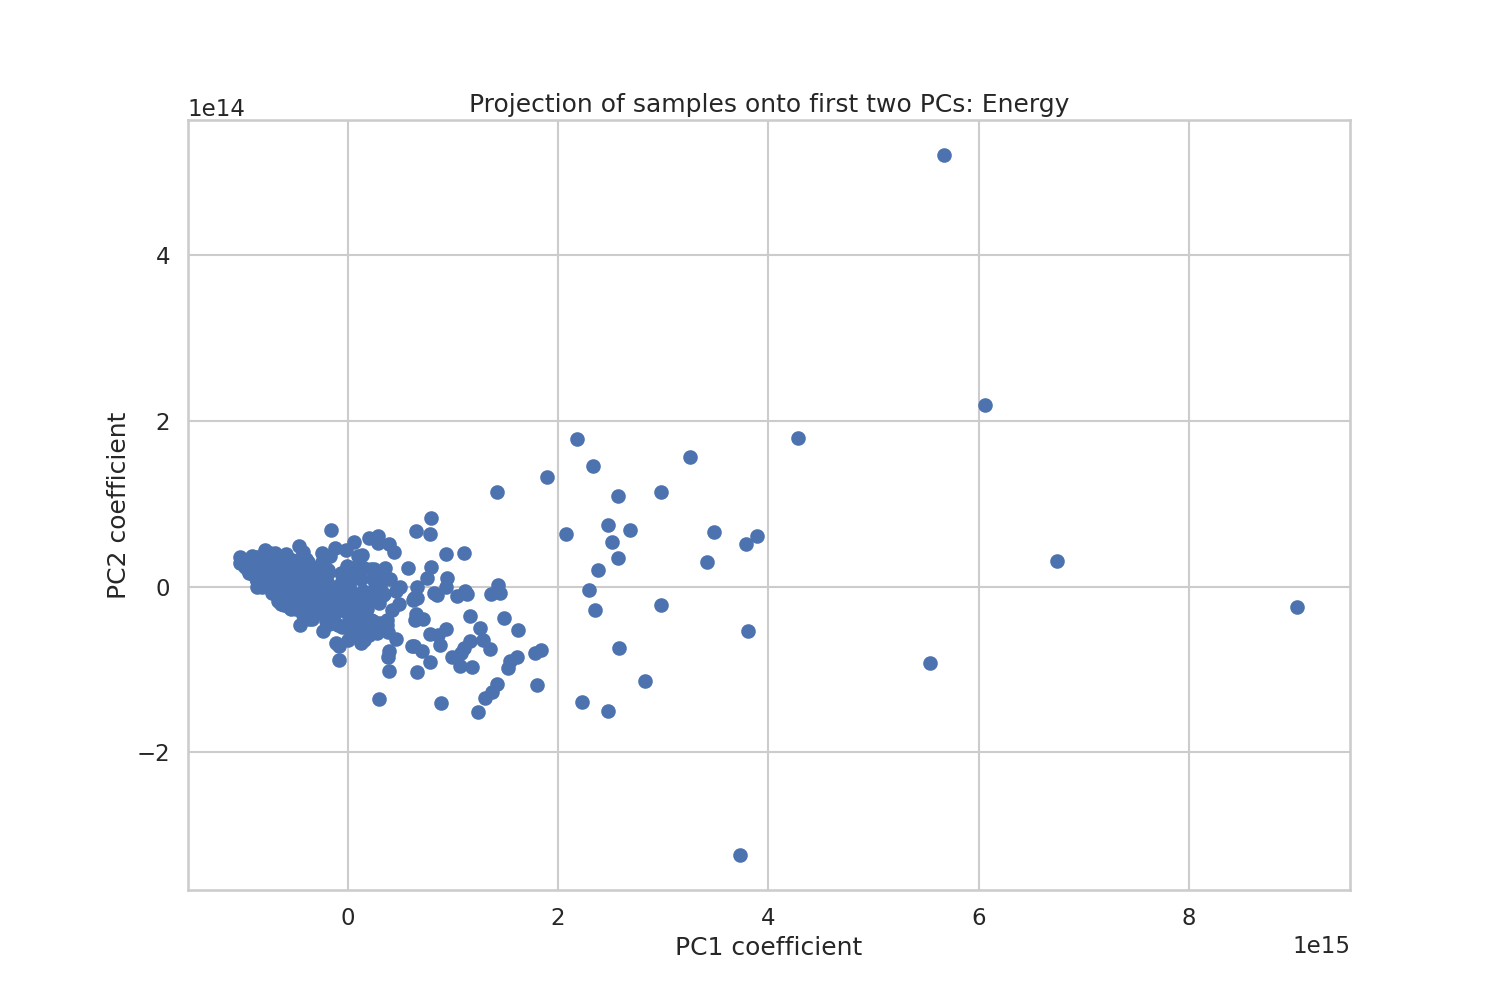 Projection of samples onto first two PCs: Energy
1e14
4
2
0
−2
PC2 coefficient
0 2 4 6 8
PC1 coefficient
1e15